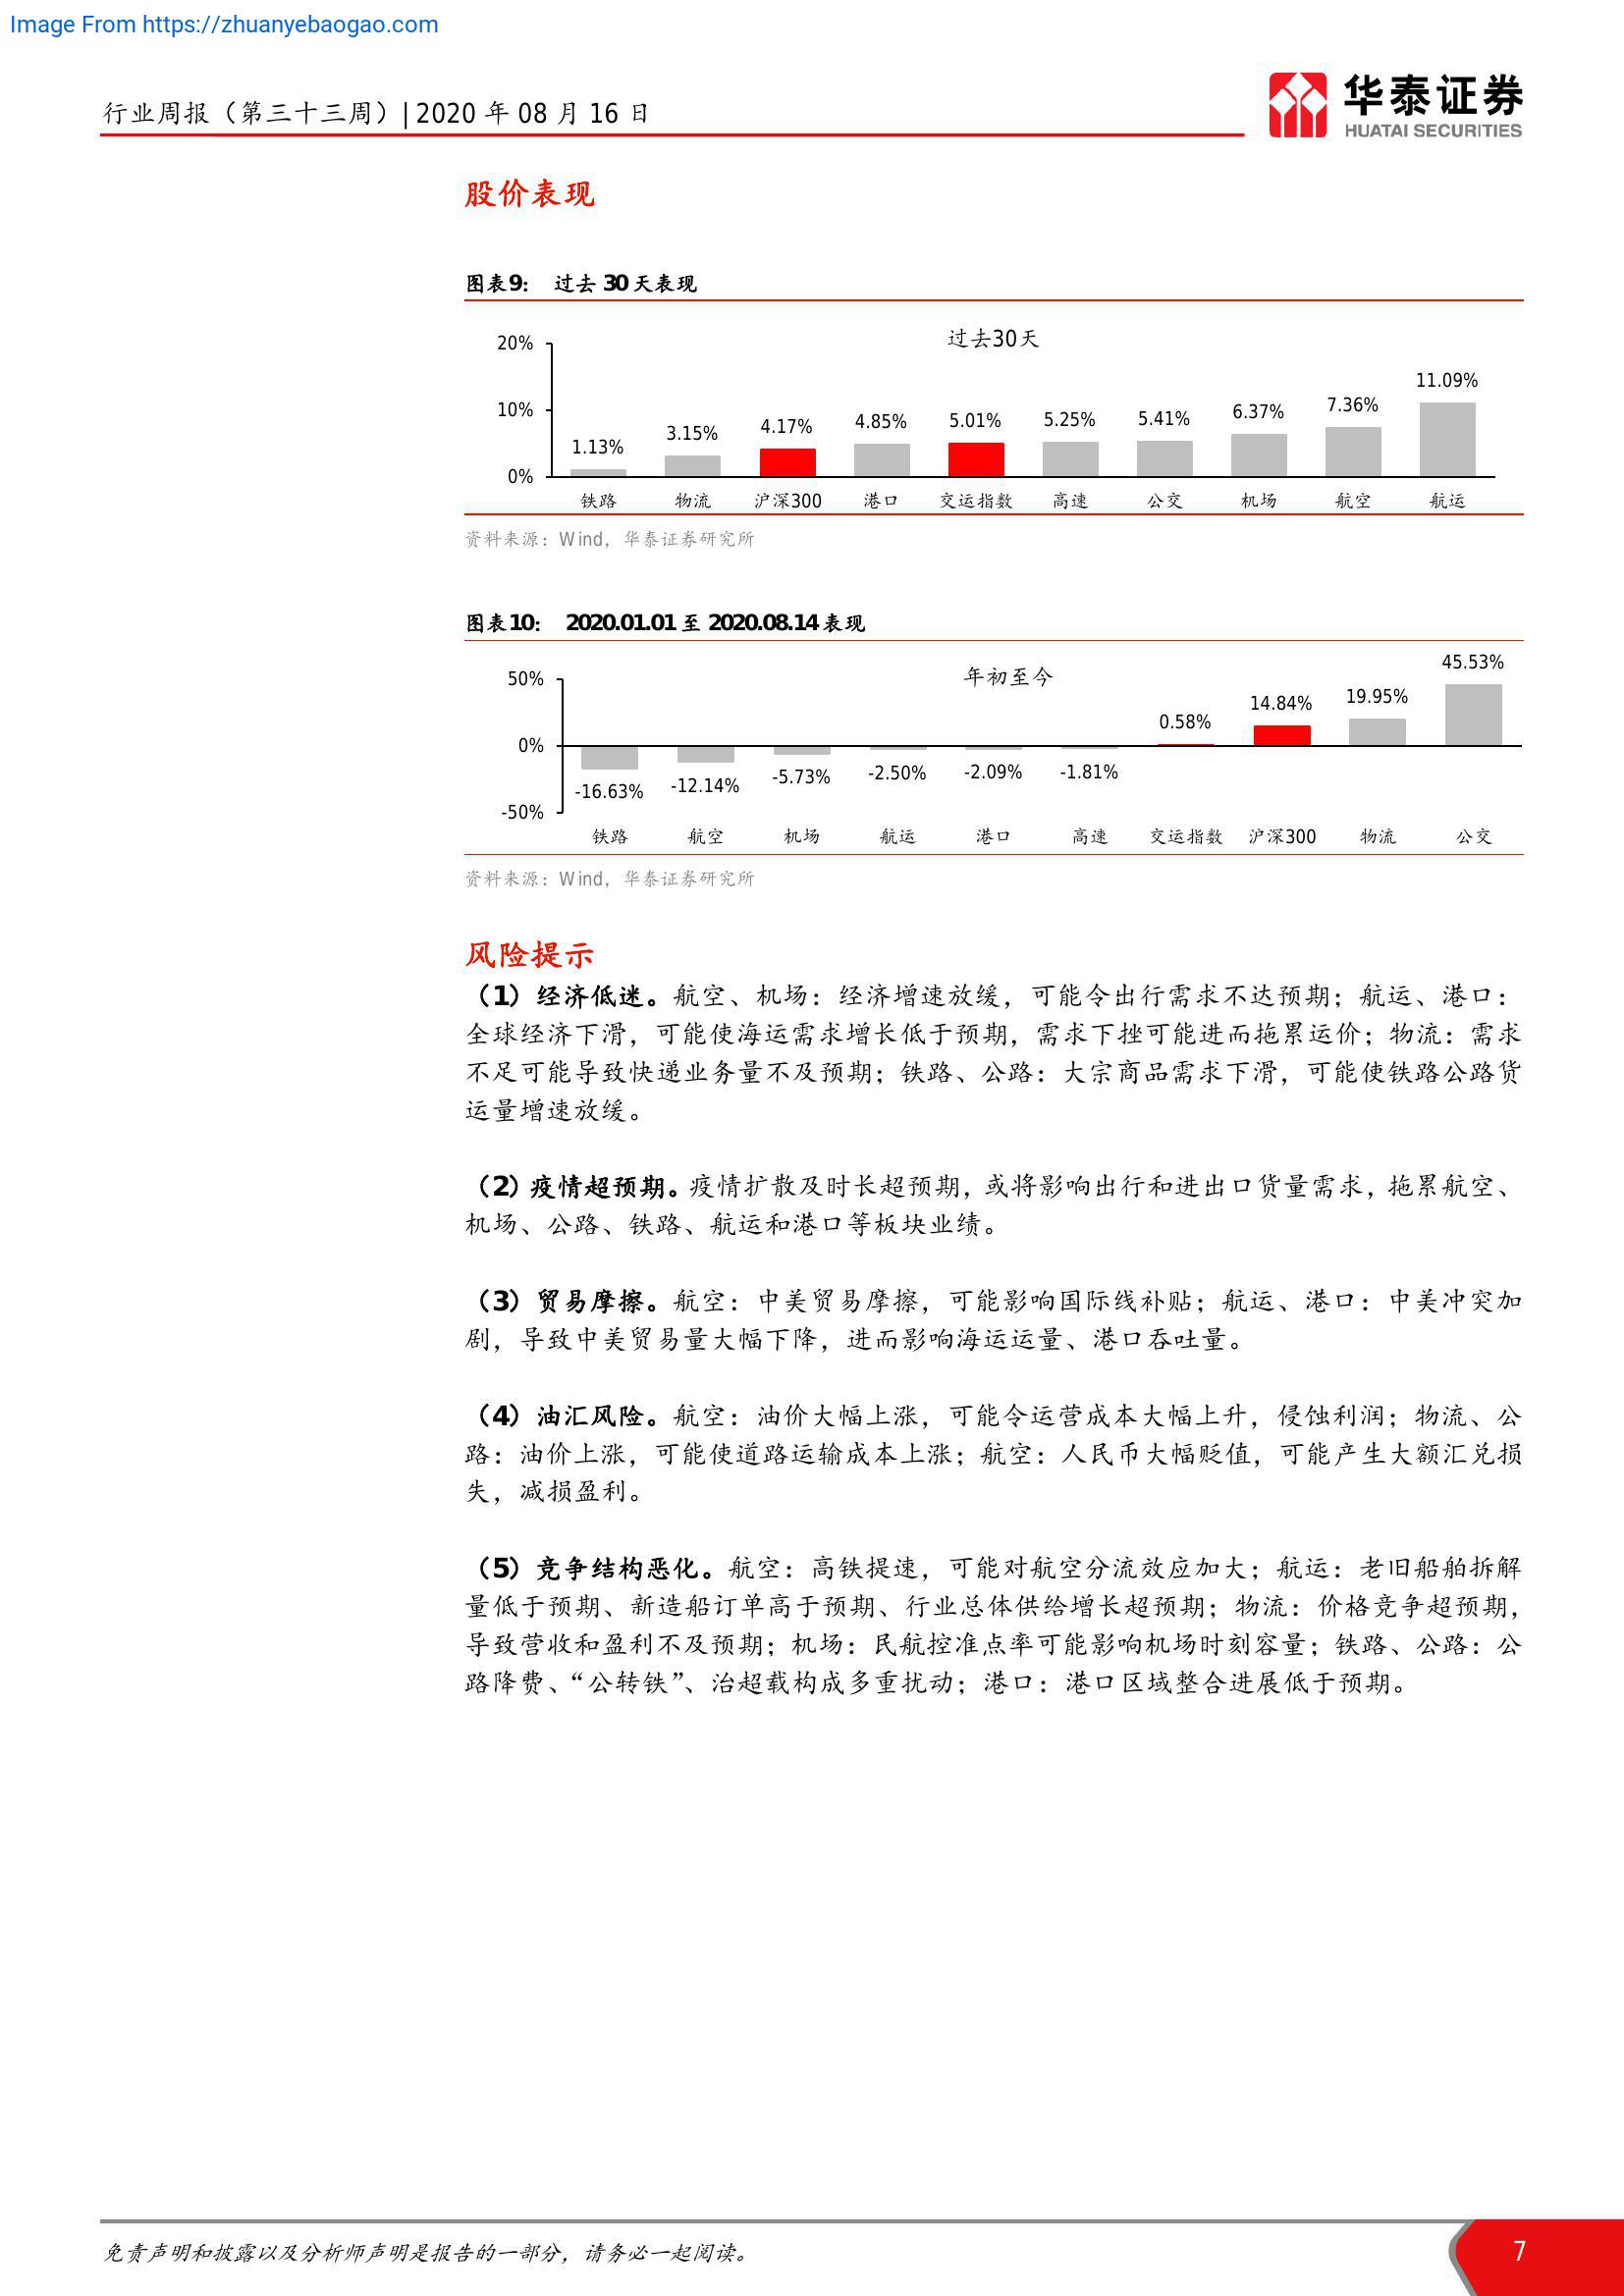 Image From https://zhuanyebaogao.com
行业周报（第三十三周）| 2020 年 08 月 16 日
华泰证券
HUATAI SECURITIES
股价表现
图表9： 过去 30 天表现
过去30天
20%
10%
0%
1.13% 3.15% 4.17% 4.85% 5.01% 5.25% 5.41% 6.37% 7.36% 11.09%
铁路 物流 沪深300 港口 交运指数 高速 公交 机场 航空 航运
资料来源：Wind，华泰证券研究所
图表10： 2020.01.01 至 2020.08.14 表现
年初至今
50%
0%
-50%
-16.63% -12.14% -5.73% -2.50% -2.09% -1.81% 0.58% 14.84% 19.95% 45.53%
铁路 航空 机场 航运 港口 高速 交运指数 沪深300 物流 公交
资料来源：Wind，华泰证券研究所
风险提示
（1）经济低迷。航空、机场：经济增速放缓，可能令出行需求不达预期；航运、港口：
全球经济下滑，可能使海运需求增长低于预期，需求下挫可能进而拖累运价；物流：需求
不足可能导致快递业务量不及预期；铁路、公路：大宗商品需求下滑，可能使铁路公路货
运量增速放缓。
（2）疫情超预期。疫情扩散及时长超预期，或将影响出行和进出口货量需求，拖累航空、
机场、公路、铁路、航运和港口等板块业绩。
（3）贸易摩擦。航空：中美贸易摩擦，可能影响国际线补贴；航运、港口：中美冲突加
剧，导致中美贸易量大幅下降，进而影响海运运量、港口吞吐量。
（4）油汇风险。航空：油价大幅上涨，可能令运营成本大幅上升，侵蚀利润；物流、公
路：油价上涨，可能使道路运输成本上涨；航空：人民币大幅贬值，可能产生大额汇兑损
失，减损盈利。
（5）竞争结构恶化。航空：高铁提速，可能对航空分流效应加大；航运：老旧船舶拆解
量低于预期、新造船订单高于预期、行业总体供给增长超预期；物流：价格竞争超预期，
导致营收和盈利不及预期；机场：民航控准点率可能影响机场时刻容量；铁路、公路：公
路降费、“公转铁”、治超载构成多重扰动；港口：港口区域整合进展低于预期。
免责声明和披露以及分析师声明是报告的一部分，请务必一起阅读。
7